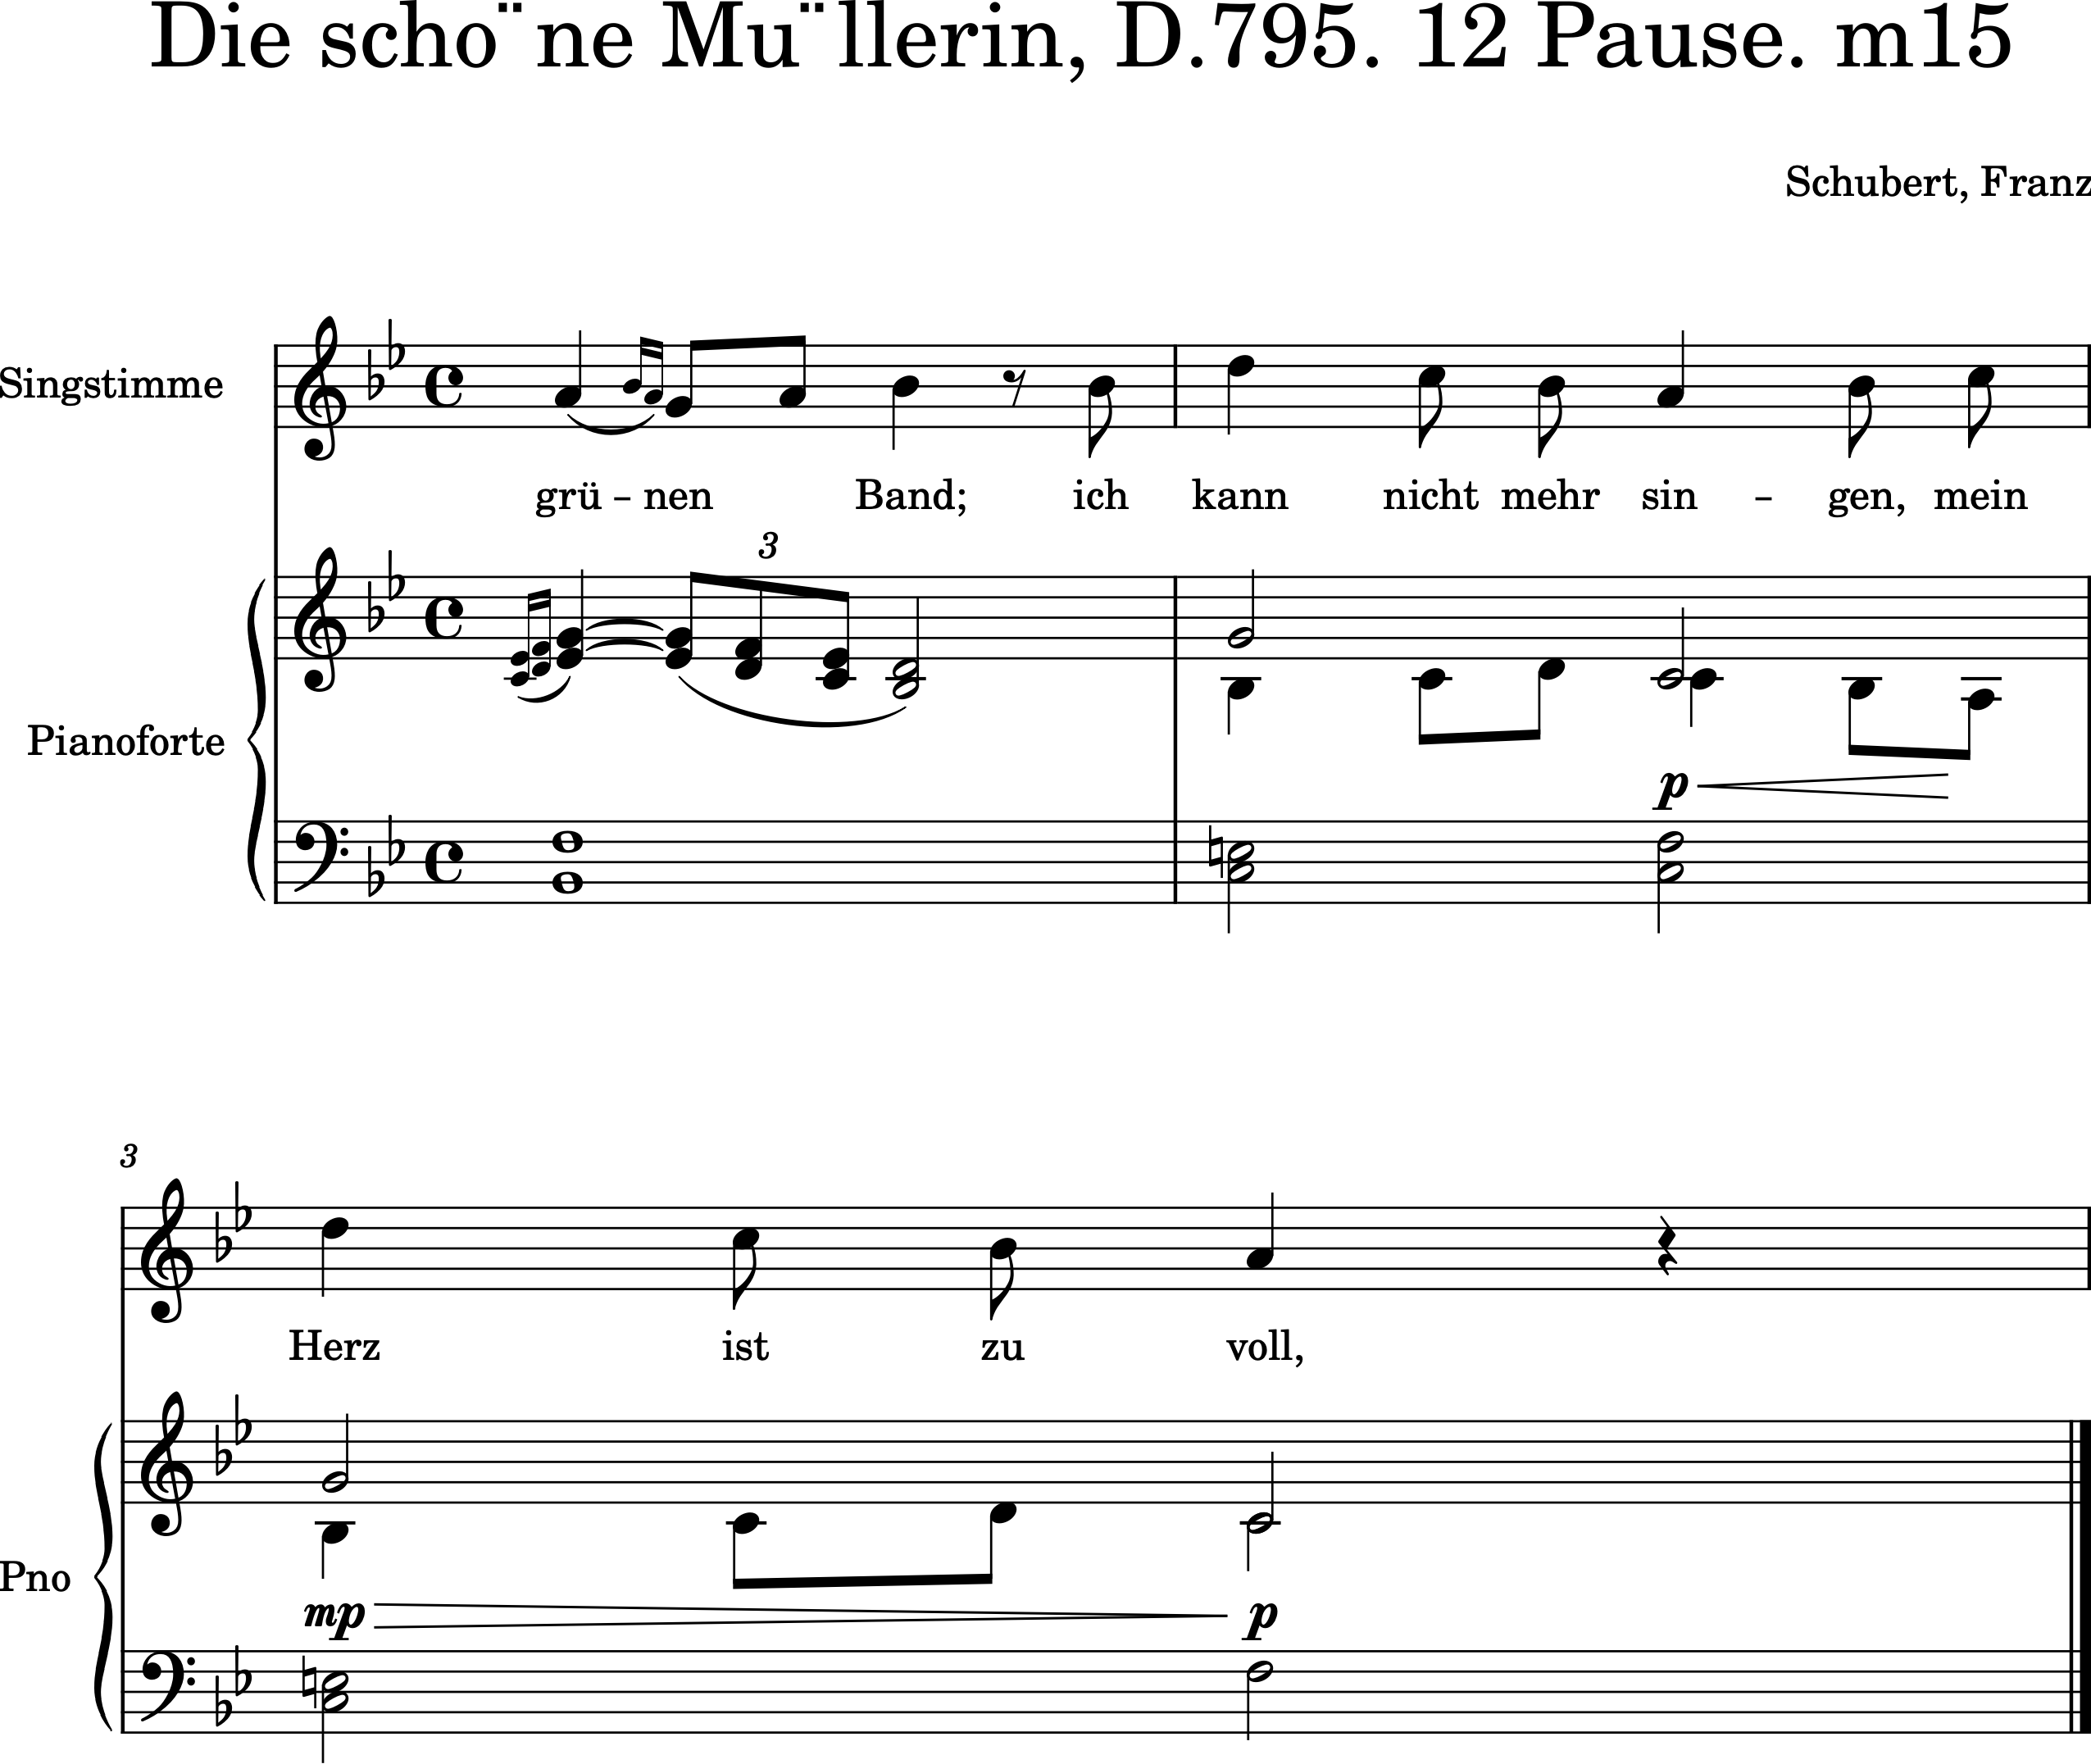 Die scho¨ne Mu¨llerin, D.795. 12 Pause. m15
Schubert, Franz
Singstimme
grü – nen Band; ich kann nicht mehr sin – gen, mein
3
Pianoforte
p
3
Herz ist zu voll,
Pno
mp p